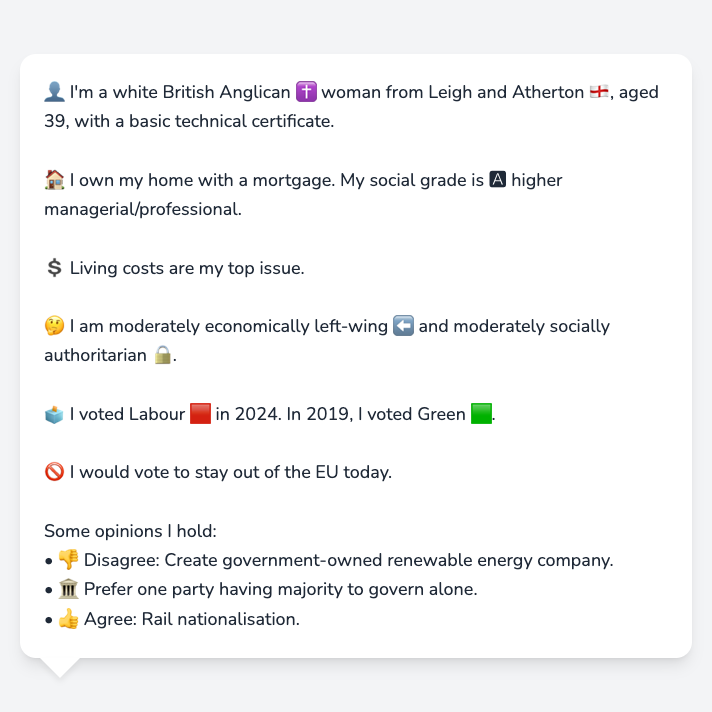 👤 I'm a white British Anglican ✝️ woman from Leigh and Atherton 🏴󠁧󠁢󠁥󠁮󠁧󠁿, aged
39, with a basic technical certificate.
🏠 I own my home with a mortgage. My social grade is 🅰 higher
managerial/professional.
💲 Living costs are my top issue.
🤔 I am moderately economically left-wing ⬅️ and moderately socially
authoritarian 🔒.
🗳️ I voted Labour 🟥 in 2024. In 2019, I voted Green 🟩.
🚫 I would vote to stay out of the EU today.
Some opinions I hold:
• 👎 Disagree: Create government-owned renewable energy company.
• 🏛️ Prefer one party having majority to govern alone.
• 👍 Agree: Rail nationalisation.